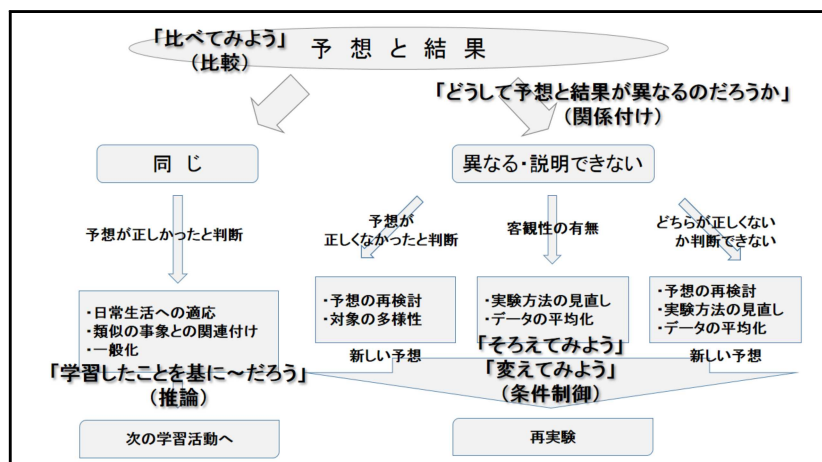 「比べてみよう」
(比較)
予 想 と 結 果
「どうして予想と結果が異なるのだろうか」
(関係付け)
同 じ
異なる・説明できない
予想が正しかったと判断
予想が
正しくなかったと判断
客観性の有無
どちらが正しくない
か判断できない
・日常生活への適応
・類似の事象との関連付け
・一般化
・予想の再検討
・対象の多様性
・実験方法の見直し
・データの平均化
・予想の再検討
・実験方法の見直し
・データの平均化
「学習したことを基に～だろう」
(推論)
新しい予想
「そろえてみよう」
「変えてみよう」
(条件制御)
新しい予想
次の学習活動へ
再実験